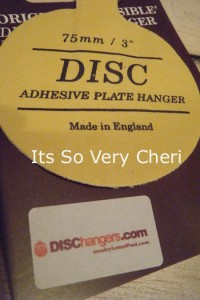 75mm / 3"
DISC
ADHESIVE PLATE HANGER
Made in England
Its So Very Cheri
DISChangers.com